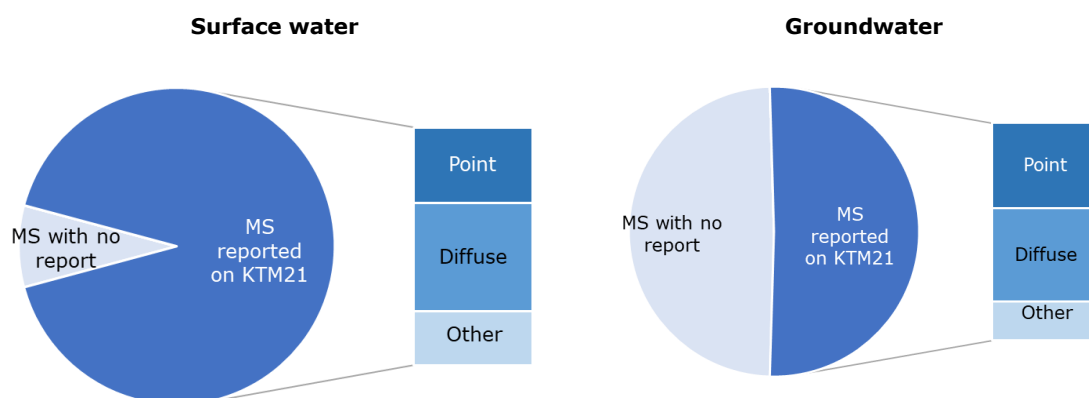 Surface water
MS with no
report
MS
reported
on KTM21
Point
Diffuse
Other
Groundwater
MS with no
report
MS
reported
on KTM21
Point
Diffuse
Other